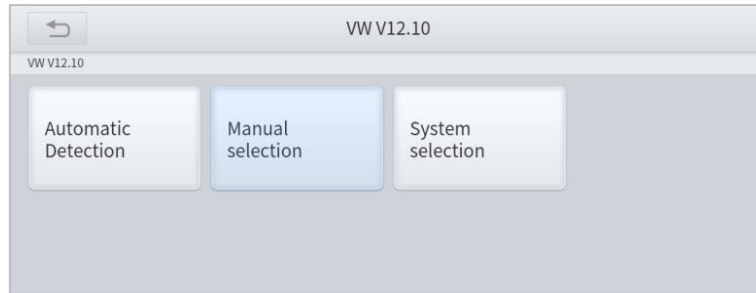 VW V12.10
VW V12.10
Automatic
Detection
Manual
selection
System
selection